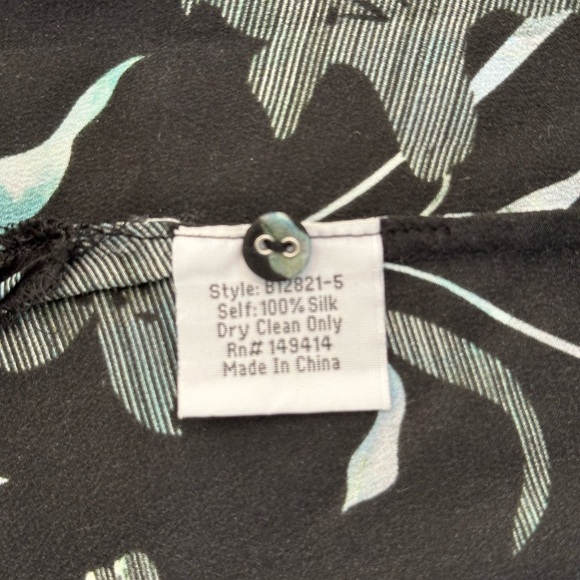 Style: B12821-5
Self: 100% Silk
Dry Clean Only
Rn# 149414
Made In China